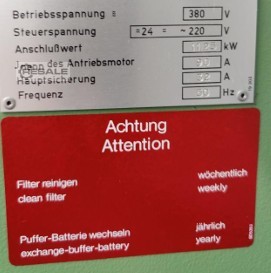 Betriebsspannung ≅ 380 V
Steuerspannung =24 = ~220 V
Anschlußwert kW
des Antriebsmotor A
Hauptsicherung A
Frequenz 50 Hz
Achtung
Attention
Filter reinigen wöchentlich
clean filter weekly
Puffer-Batterie wechseln jährlich
exchange-buffer-battery yearly